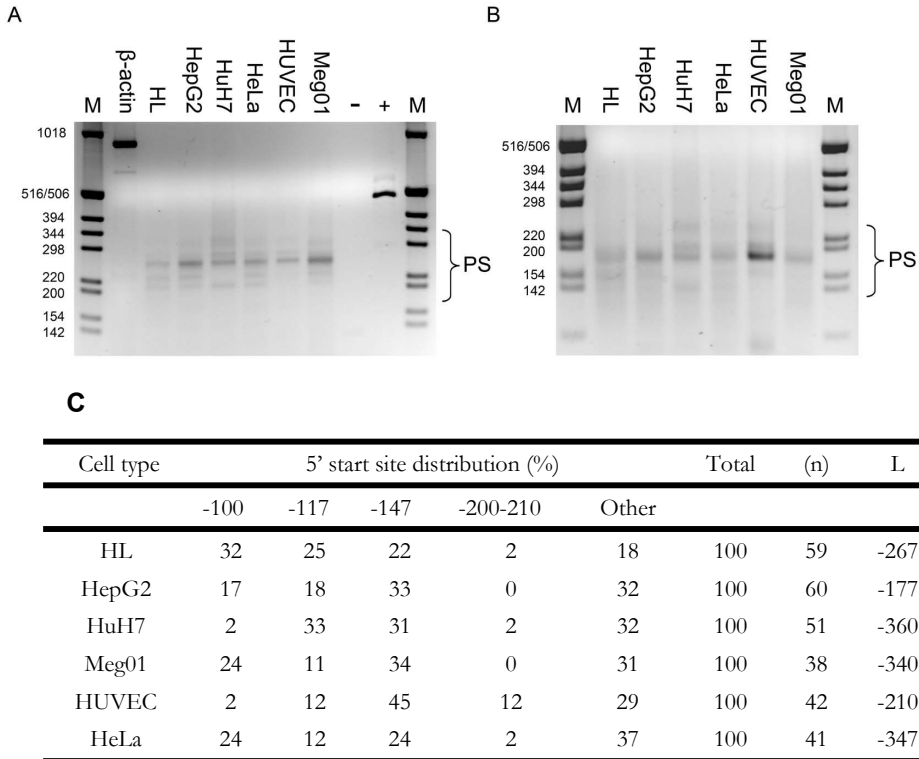 A
β-actin
HL
HepG2
HuH7
HeLa
HUVEC
Meg01
M - + M
1018
516/506
394
344
298
220
200
154
142
PS
B
HL
HepG2
HuH7
HeLa
HUVEC
Meg01
M M
516/506
394
344
298
220
200
154
142
PS
C
Cell type 5' start site distribution (%) Total (n) L
-100 -117 -147 -200-210 Other
HL 32 25 22 2 18 100 59 -267
HepG2 17 18 33 0 32 100 60 -177
HuH7 2 33 31 2 32 100 51 -360
Meg01 24 11 34 0 31 100 38 -340
HUVEC 2 12 45 12 29 100 42 -210
HeLa 24 12 24 2 37 100 41 -347